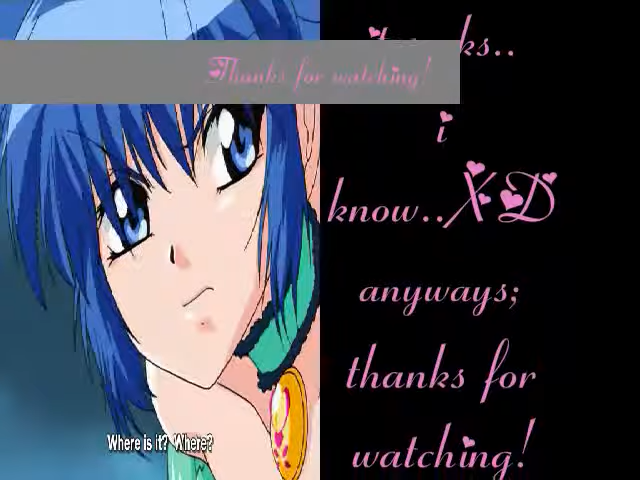 Thanks for watching!
i
know..XD
anyways;
thanks for
watching!
Where is it? Where?